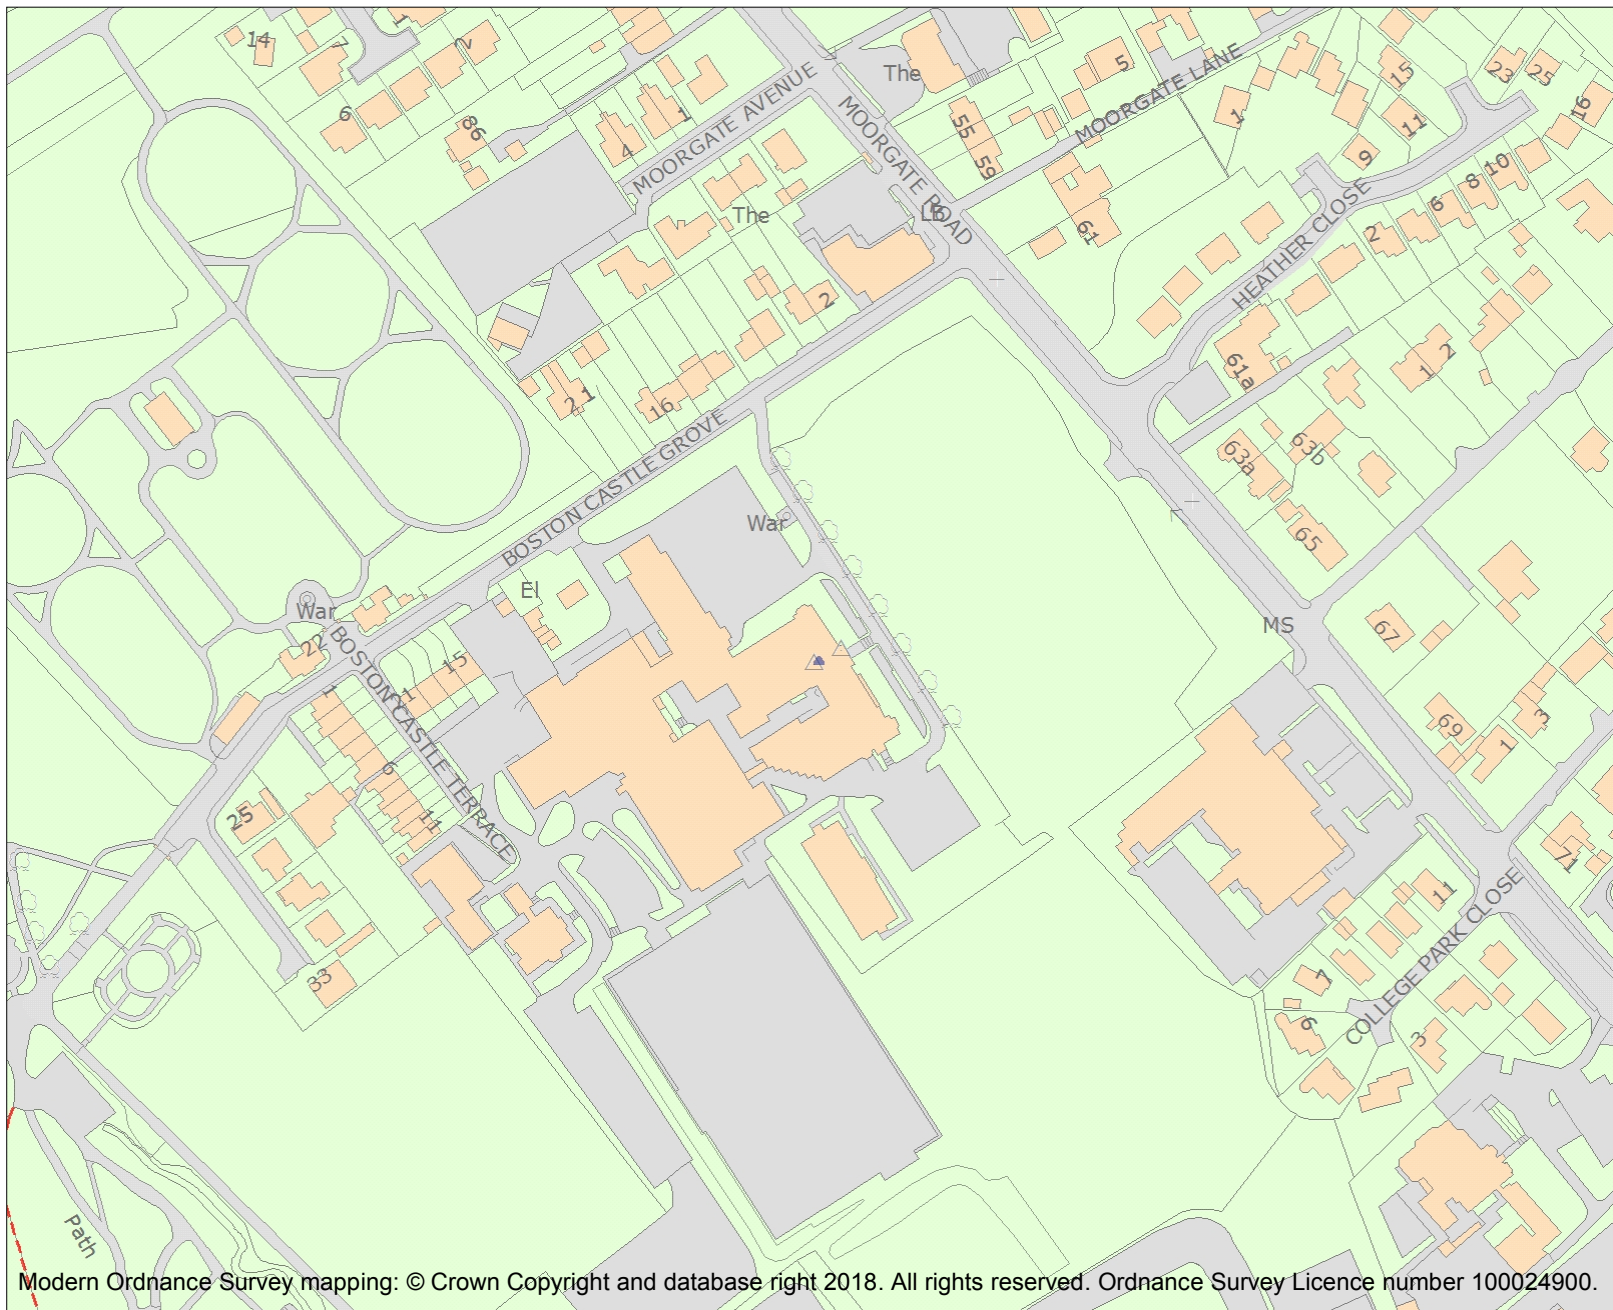 14
7
1
2
6
86
4
1
MOORGATE AVENUE
The
5
MOORGATE LANE
MOORGATE ROAD
55
59
61
LB
The
1
15
11
9
23
25
16
10
8
6
2
HEATHER CLOSE
2
21
16
BOSTON CASTLE GROVE
61a
1
2
63a
63b
65
War
El
War
22
MS
67
BOSTON CASTLE TERRACE
15
1
6
11
25
33
69
1
3
71
11
7
6
3
COLLEGE PARK CLOSE
Path
Modern Ordnance Survey mapping: © Crown Copyright and database right 2018. All rights reserved. Ordnance Survey Licence number 100024900.